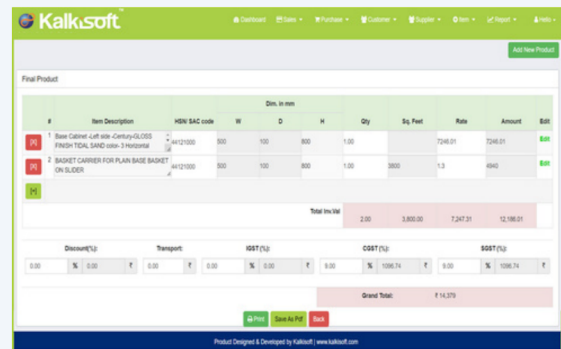 Kalkisoft™
Dashboard Sales Purchase Customer Supplier Item Report Hello
Add New Product
Final Product
Dim. in mm
# Item Description HSN/ SAC code W D H Qty Sq. Feet Rate Amount Edit
[X] 1 Base Cabinet -Left side -Century-GLOSS 44121000 500 100 800 1.00 7246.01 7246.01 Edit
FINISH TIDAL SAND color- 3 Horizontal
[X] 2 BASKET CARRIER FOR PLAIN BASE BASKET 44121000 500 100 800 1.00 3800 1.3 4940 Edit
ON SLIDER
[+]
Total Inv.Val 2.00 3,800.00 7,247.31 12,186.01
Discount(%): Transport: IGST(%): CGST(%): SGST(%):
0.00 % 0.00 ₹ 0.00 ₹ 0.00 % 0.00 ₹ 9.00 % 1096.74 ₹ 9.00 % 1096.74 ₹
Grand Total: ₹ 14,379
Print Save As Pdf Back
Product Designed & Developed by Kalkisoft | www.kalkisoft.com